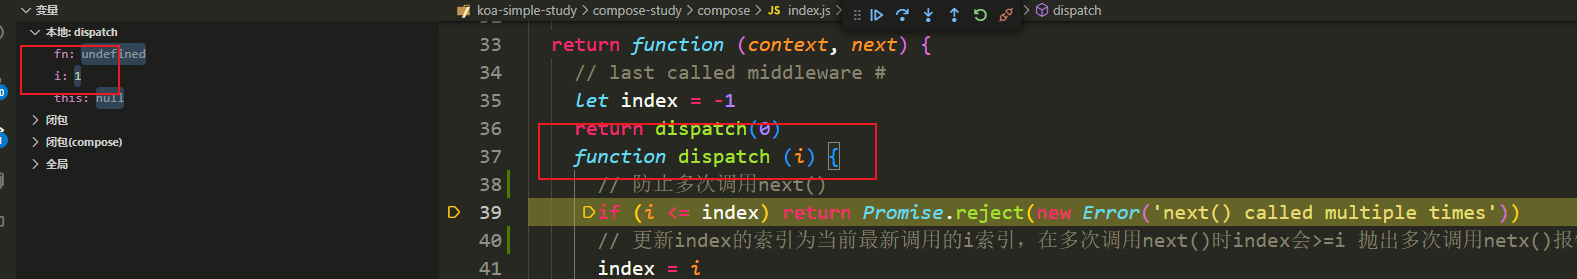 变量
本地: dispatch
fn: undefined
i: 1
this: null
闭包
闭包(compose)
全局
koa-simple-study > compose-study > compose > JS index.js > dispatch
33 return function (context, next) {
34 // last called middleware #
35 let index = -1
36 return dispatch(0)
37 function dispatch (i) {
38 // 防止多次调用next()
39 if (i <= index) return Promise.reject(new Error('next() called multiple times'))
40 // 更新index的索引为当前最新调用的i索引，在多次调用next()时index会>=i 抛出多次调用netx()报
41 index = i